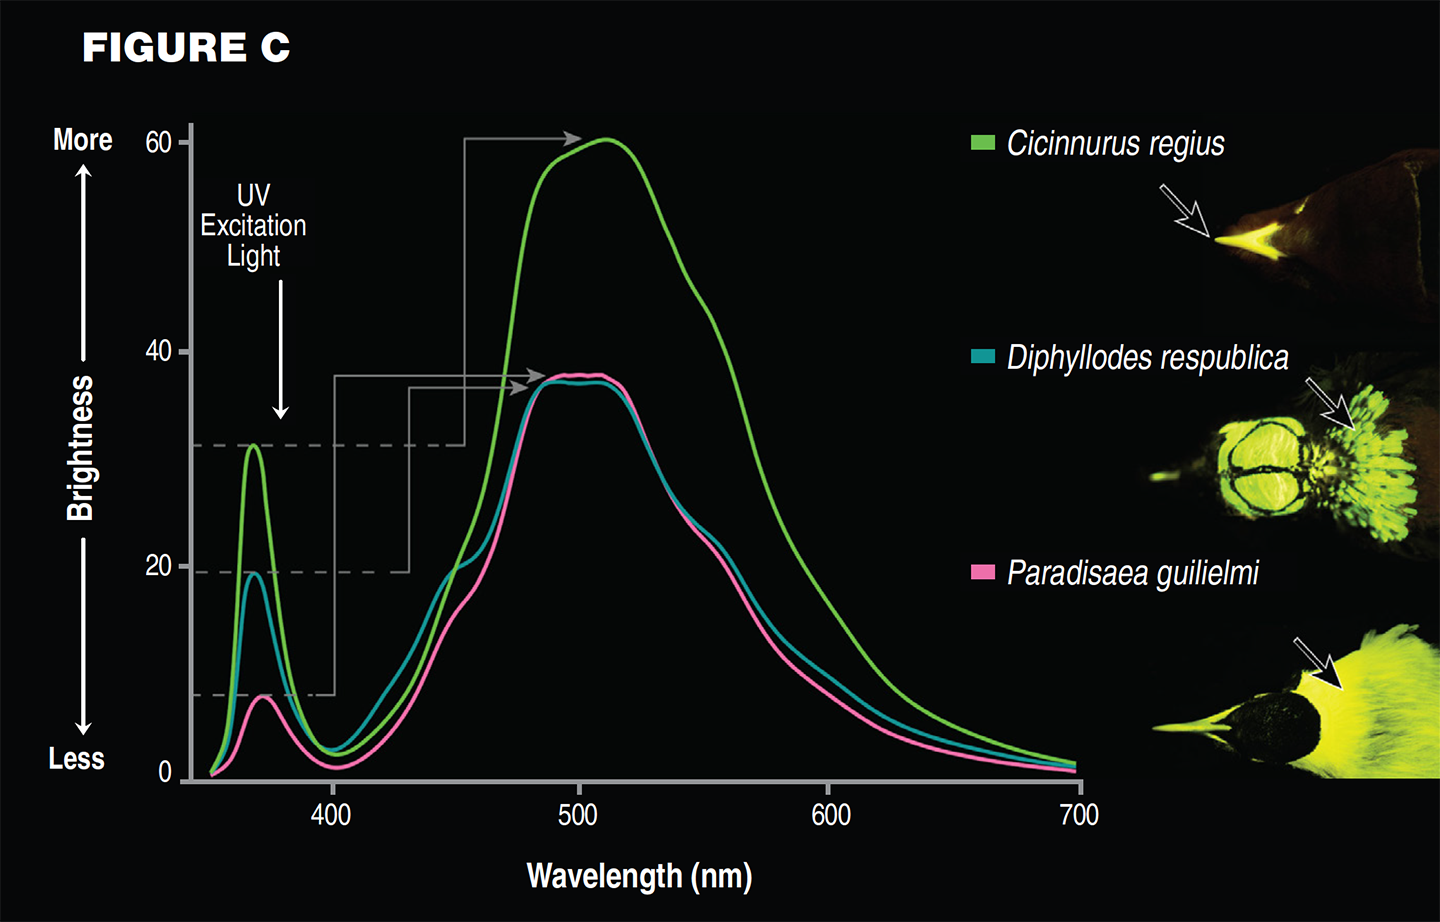 FIGURE C
More
60
UV
Excitation
Light
40
Brightness
20
Less
0
400
500
600
700
Wavelength (nm)
Cicinnurus regius
Diphyllodes respublica
Paradisaea guilielmi